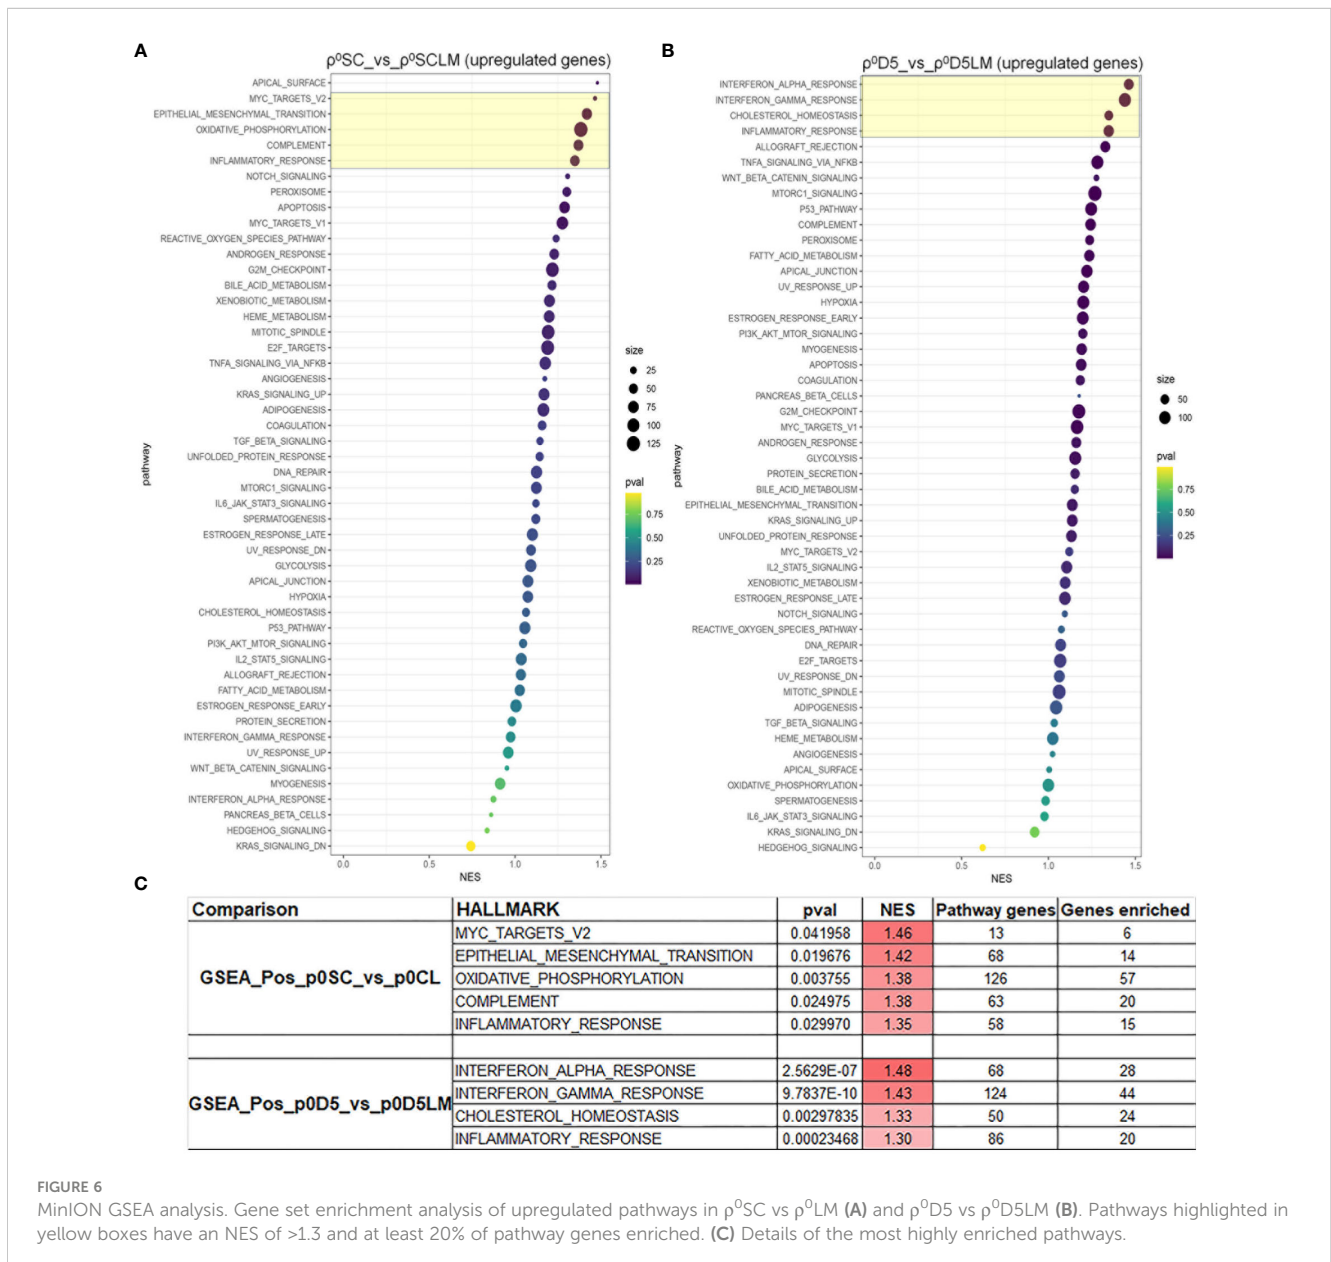 A
ρ⁰SC_vs_ρ⁰SCLM (upregulated genes)
APICAL_SURFACE
MYC_TARGETS_V2
EPITHELIAL_MESENCHYMAL_TRANSITION
OXIDATIVE_PHOSPHORYLATION
COMPLEMENT
INFLAMMATORY_RESPONSE
NOTCH_SIGNALING
PEROXISOME
APOPTOSIS
MYC_TARGETS_V1
REACTIVE_OXYGEN_SPECIES_PATHWAY
ANDROGEN_RESPONSE
G2M_CHECKPOINT
BILE_ACID_METABOLISM
XENOBIOTIC_METABOLISM
HEME_METABOLISM
MITOTIC_SPINDLE
E2F_TARGETS
TNFA_SIGNALING_VIA_NFKB
ANGIOGENESIS
KRAS_SIGNALING_UP
ADIPOGENESIS
COAGULATION
TGF_BETA_SIGNALING
UNFOLDED_PROTEIN_RESPONSE
DNA_REPAIR
MTORC1_SIGNALING
IL6_JAK_STAT3_SIGNALING
SPERMATOGENESIS
ESTROGEN_RESPONSE_LATE
UV_RESPONSE_DN
GLYCOLYSIS
APICAL_JUNCTION
HYPOXIA
CHOLESTEROL_HOMEOSTASIS
P53_PATHWAY
PI3K_AKT_MTOR_SIGNALING
IL2_STAT5_SIGNALING
ALLOGRAFT_REJECTION
FATTY_ACID_METABOLISM
ESTROGEN_RESPONSE_EARLY
PROTEIN_SECRETION
INTERFERON_GAMMA_RESPONSE
UV_RESPONSE_UP
WNT_BETA_CATENIN_SIGNALING
MYOGENESIS
INTERFERON_ALPHA_RESPONSE
PANCREAS_BETA_CELLS
HEDGEHOG_SIGNALING
KRAS_SIGNALING_DN
pathway
0.0 0.5 1.0 1.5
NES
size
25
50
75
100
125
pval
0.75
0.50
0.25
B
ρ⁰D5_vs_ρ⁰D5LM (upregulated genes)
INTERFERON_ALPHA_RESPONSE
INTERFERON_GAMMA_RESPONSE
CHOLESTEROL_HOMEOSTASIS
INFLAMMATORY_RESPONSE
ALLOGRAFT_REJECTION
TNFA_SIGNALING_VIA_NFKB
WNT_BETA_CATENIN_SIGNALING
MTORC1_SIGNALING
P53_PATHWAY
COMPLEMENT
PEROXISOME
FATTY_ACID_METABOLISM
APICAL_JUNCTION
UV_RESPONSE_UP
HYPOXIA
ESTROGEN_RESPONSE_EARLY
PI3K_AKT_MTOR_SIGNALING
MYOGENESIS
APOPTOSIS
COAGULATION
PANCREAS_BETA_CELLS
G2M_CHECKPOINT
MYC_TARGETS_V1
ANDROGEN_RESPONSE
GLYCOLYSIS
PROTEIN_SECRETION
BILE_ACID_METABOLISM
EPITHELIAL_MESENCHYMAL_TRANSITION
KRAS_SIGNALING_UP
UNFOLDED_PROTEIN_RESPONSE
MYC_TARGETS_V2
IL2_STAT5_SIGNALING
XENOBIOTIC_METABOLISM
ESTROGEN_RESPONSE_LATE
NOTCH_SIGNALING
REACTIVE_OXYGEN_SPECIES_PATHWAY
DNA_REPAIR
E2F_TARGETS
UV_RESPONSE_DN
MITOTIC_SPINDLE
ADIPOGENESIS
TGF_BETA_SIGNALING
HEME_METABOLISM
ANGIOGENESIS
APICAL_SURFACE
OXIDATIVE_PHOSPHORYLATION
SPERMATOGENESIS
IL6_JAK_STAT3_SIGNALING
KRAS_SIGNALING_DN
HEDGEHOG_SIGNALING
pathway
0.0 0.5 1.0 1.5
NES
size
50
100
pval
0.75
0.50
0.25
C
Comparison HALLMARK pval NES Pathway genes Genes enriched
GSEA_Pos_p0SC_vs_p0CL
MYC_TARGETS_V2 0.041958 1.46 13 6
EPITHELIAL_MESENCHYMAL_TRANSITION 0.019676 1.42 68 14
OXIDATIVE_PHOSPHORYLATION 0.003755 1.38 126 57
COMPLEMENT 0.024975 1.38 63 20
INFLAMMATORY_RESPONSE 0.029970 1.35 58 15
GSEA_Pos_p0D5_vs_p0D5LM
INTERFERON_ALPHA_RESPONSE 2.5629E-07 1.48 68 28
INTERFERON_GAMMA_RESPONSE 9.7837E-10 1.43 124 44
CHOLESTEROL_HOMEOSTASIS 0.00297835 1.33 50 24
INFLAMMATORY_RESPONSE 0.00023468 1.30 86 20
FIGURE 6
MinION GSEA analysis. Gene set enrichment analysis of upregulated pathways in ρ⁰SC vs ρ⁰LM (A) and ρ⁰D5 vs ρ⁰D5LM (B). Pathways highlighted in
yellow boxes have an NES of >1.3 and at least 20% of pathway genes enriched. (C) Details of the most highly enriched pathways.